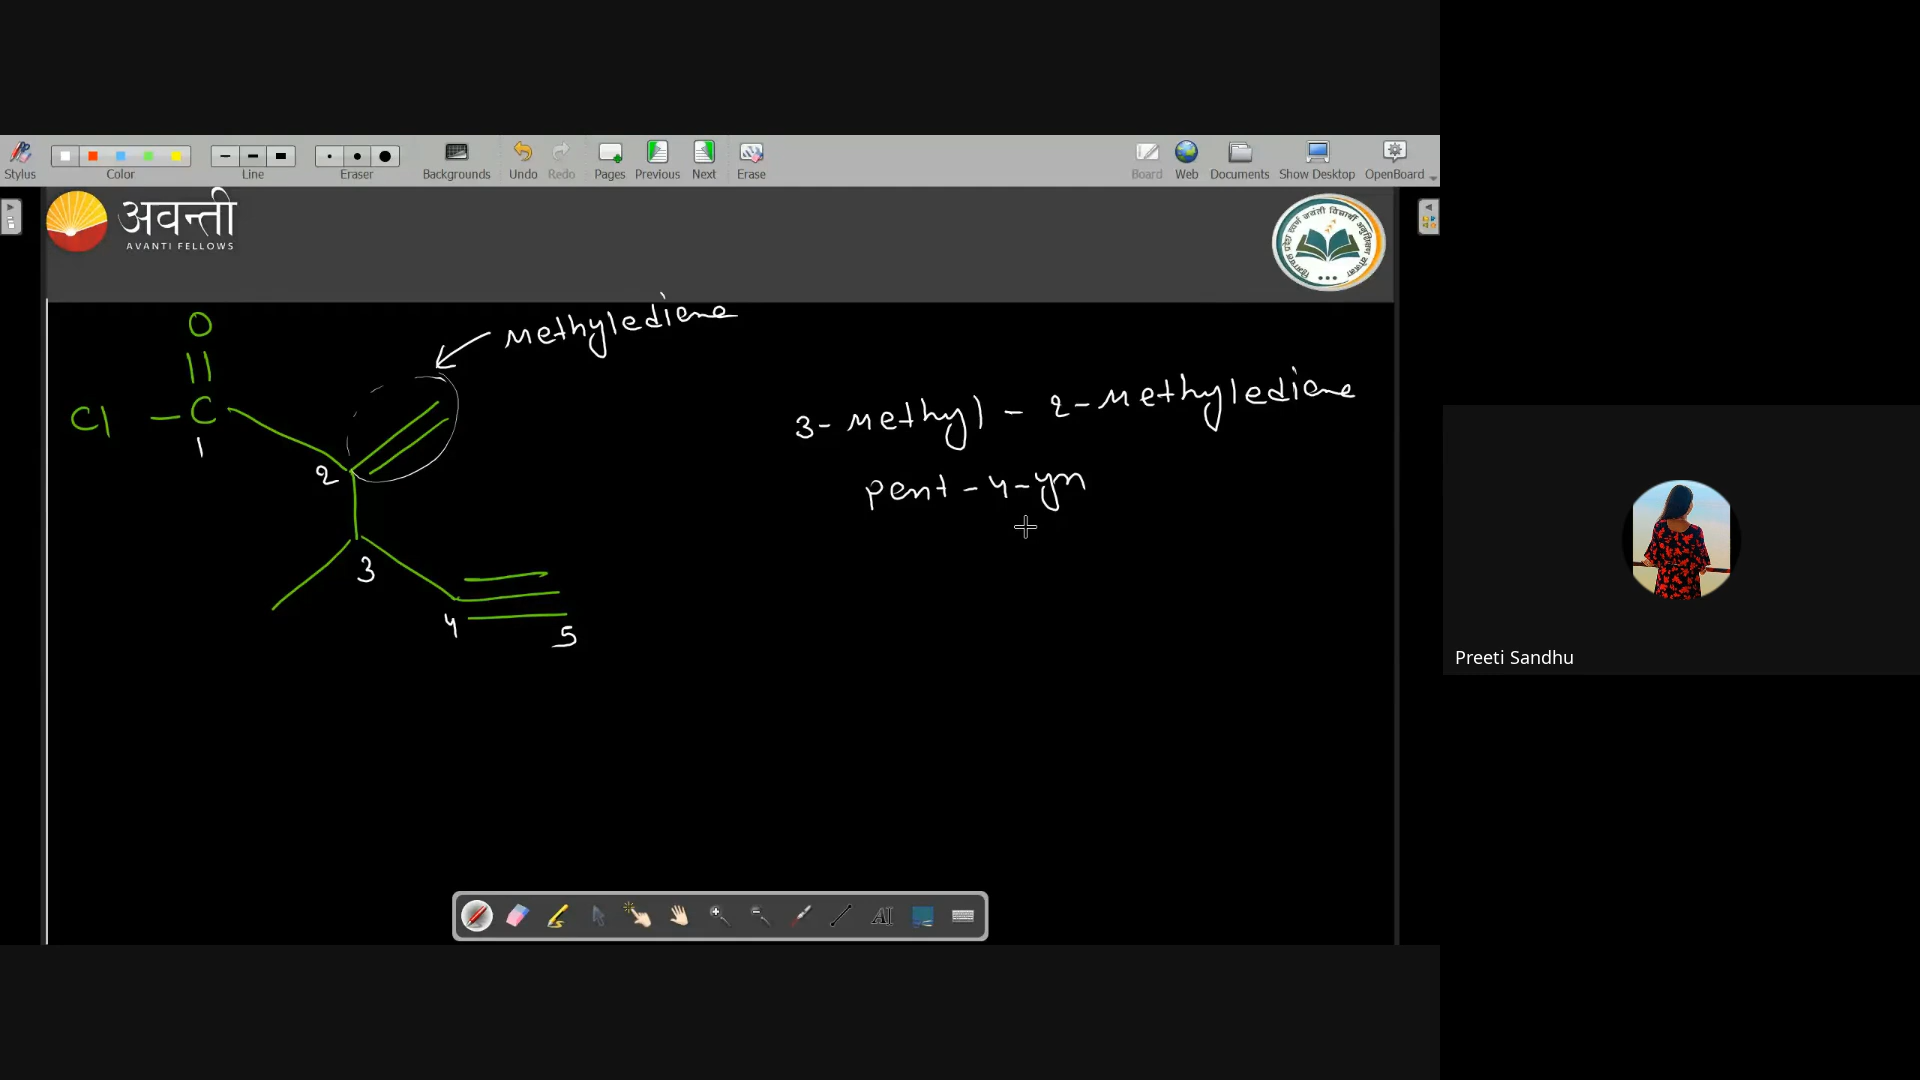 Stylus
Color
Line
Eraser
Backgrounds
Undo
Redo
Pages
Previous
Next
Erase
Board
Web
Documents
Show Desktop
OpenBoard
अवन्ती
AVANTI FELLOWS
O
methylediene
Cl - C
1
2
3
4
5
3- methyl - 2-methylediene
pent - 4 - yn
Preeti Sandhu